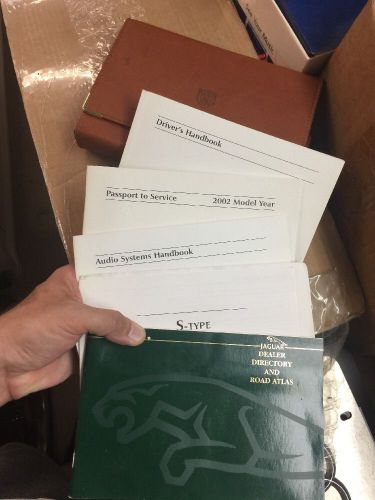 Driver's Handbook
Passport to Service 2002 Model Year
Audio Systems Handbook
S-TYPE
JAGUAR
DEALER
DIRECTORY
AND
ROAD ATLAS